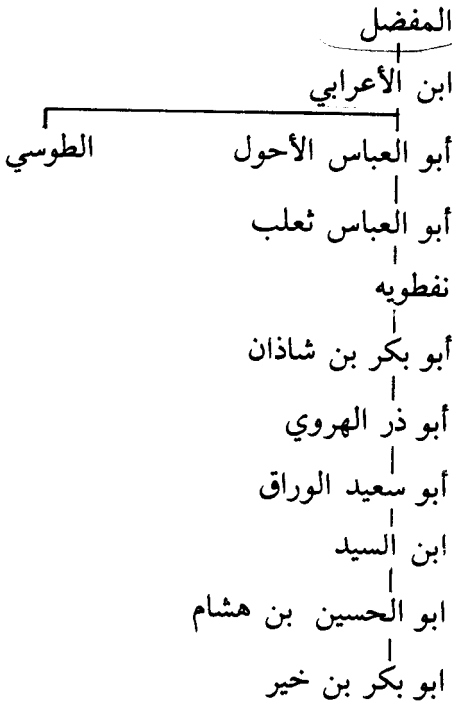 المفضل
ابن الأعرابي
أبو العباس الأحول الطوسي
أبو العباس ثعلب
نفطويه
أبو بكر بن شاذان
أبو ذر الهروي
أبو سعيد الوراق
ابن السيد
ابو الحسين بن هشام
ابو بكر بن خير